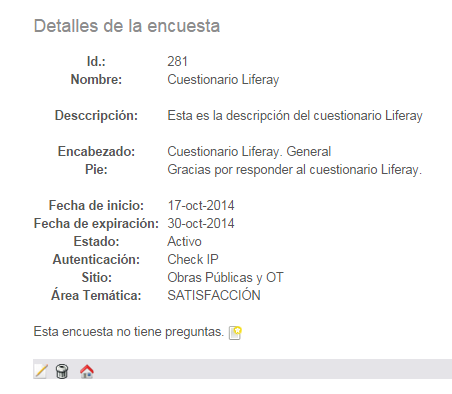 Detalles de la encuesta
Id.: 281
Nombre: Cuestionario Liferay
Desccripción: Esta es la descripción del cuestionario Liferay
Encabezado: Cuestionario Liferay. General
Pie: Gracias por responder al cuestionario Liferay.
Fecha de inicio: 17-oct-2014
Fecha de expiración: 30-oct-2014
Estado: Activo
Autenticación: Check IP
Sitio: Obras Públicas y OT
Área Temática: SATISFACCIÓN
Esta encuesta no tiene preguntas.